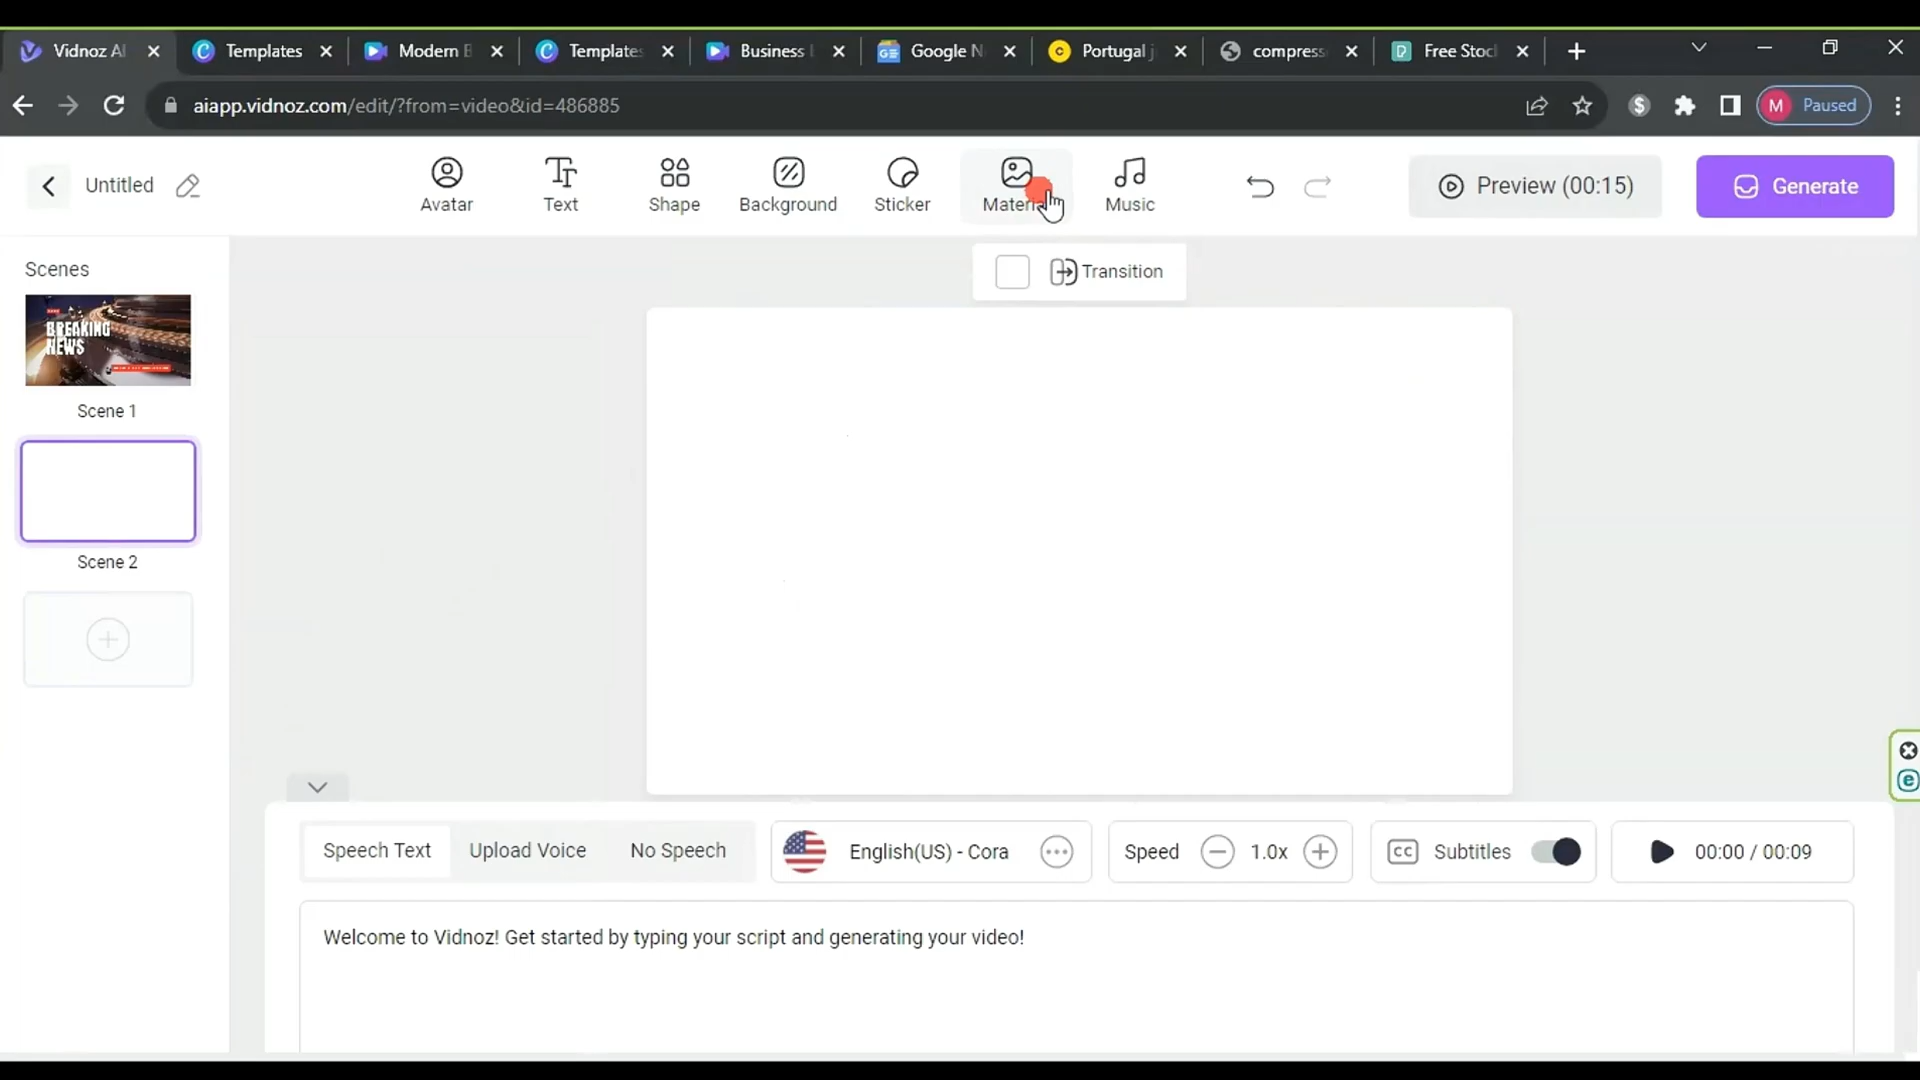 Vidnoz AI
Templates
Modern B
Templates
Business
Google N
Portugal j
compress
Free Stoc
aiapp.vidnoz.com/edit/?from=video&id=486885
$
M
Paused
Untitled
Avatar
Text
Shape
Background
Sticker
Material
Music
Preview (00:15)
Generate
Scenes
Transition
BREAKING
NEWS
Scene 1
Scene 2
Speech Text
Upload Voice
No Speech
English(US) - Cora
Speed
1.0x
CC
Subtitles
00:00 / 00:09
Welcome to Vidnoz! Get started by typing your script and generating your video!